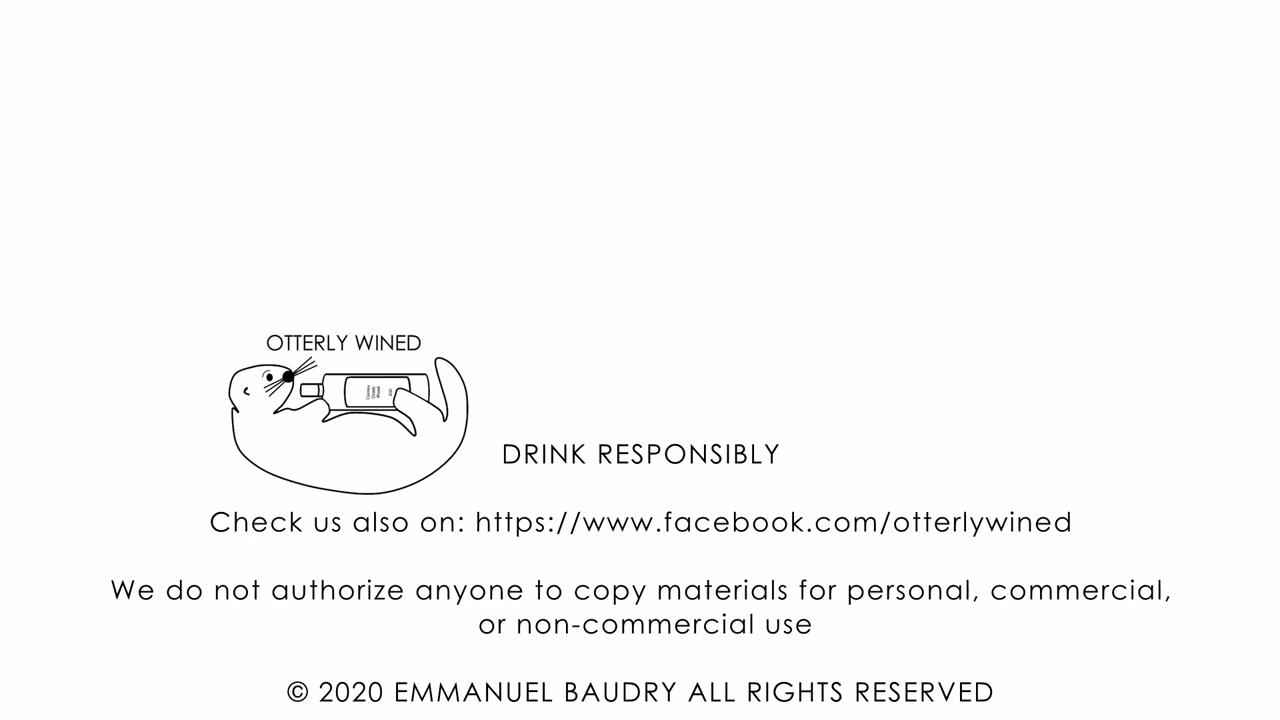 OTTERLY WINED
DRINK RESPONSIBLY
Check us also on: https://www.facebook.com/otterlywined
We do not authorize anyone to copy materials for personal, commercial,
or non-commercial use
© 2020 EMMANUEL BAUDRY ALL RIGHTS RESERVED